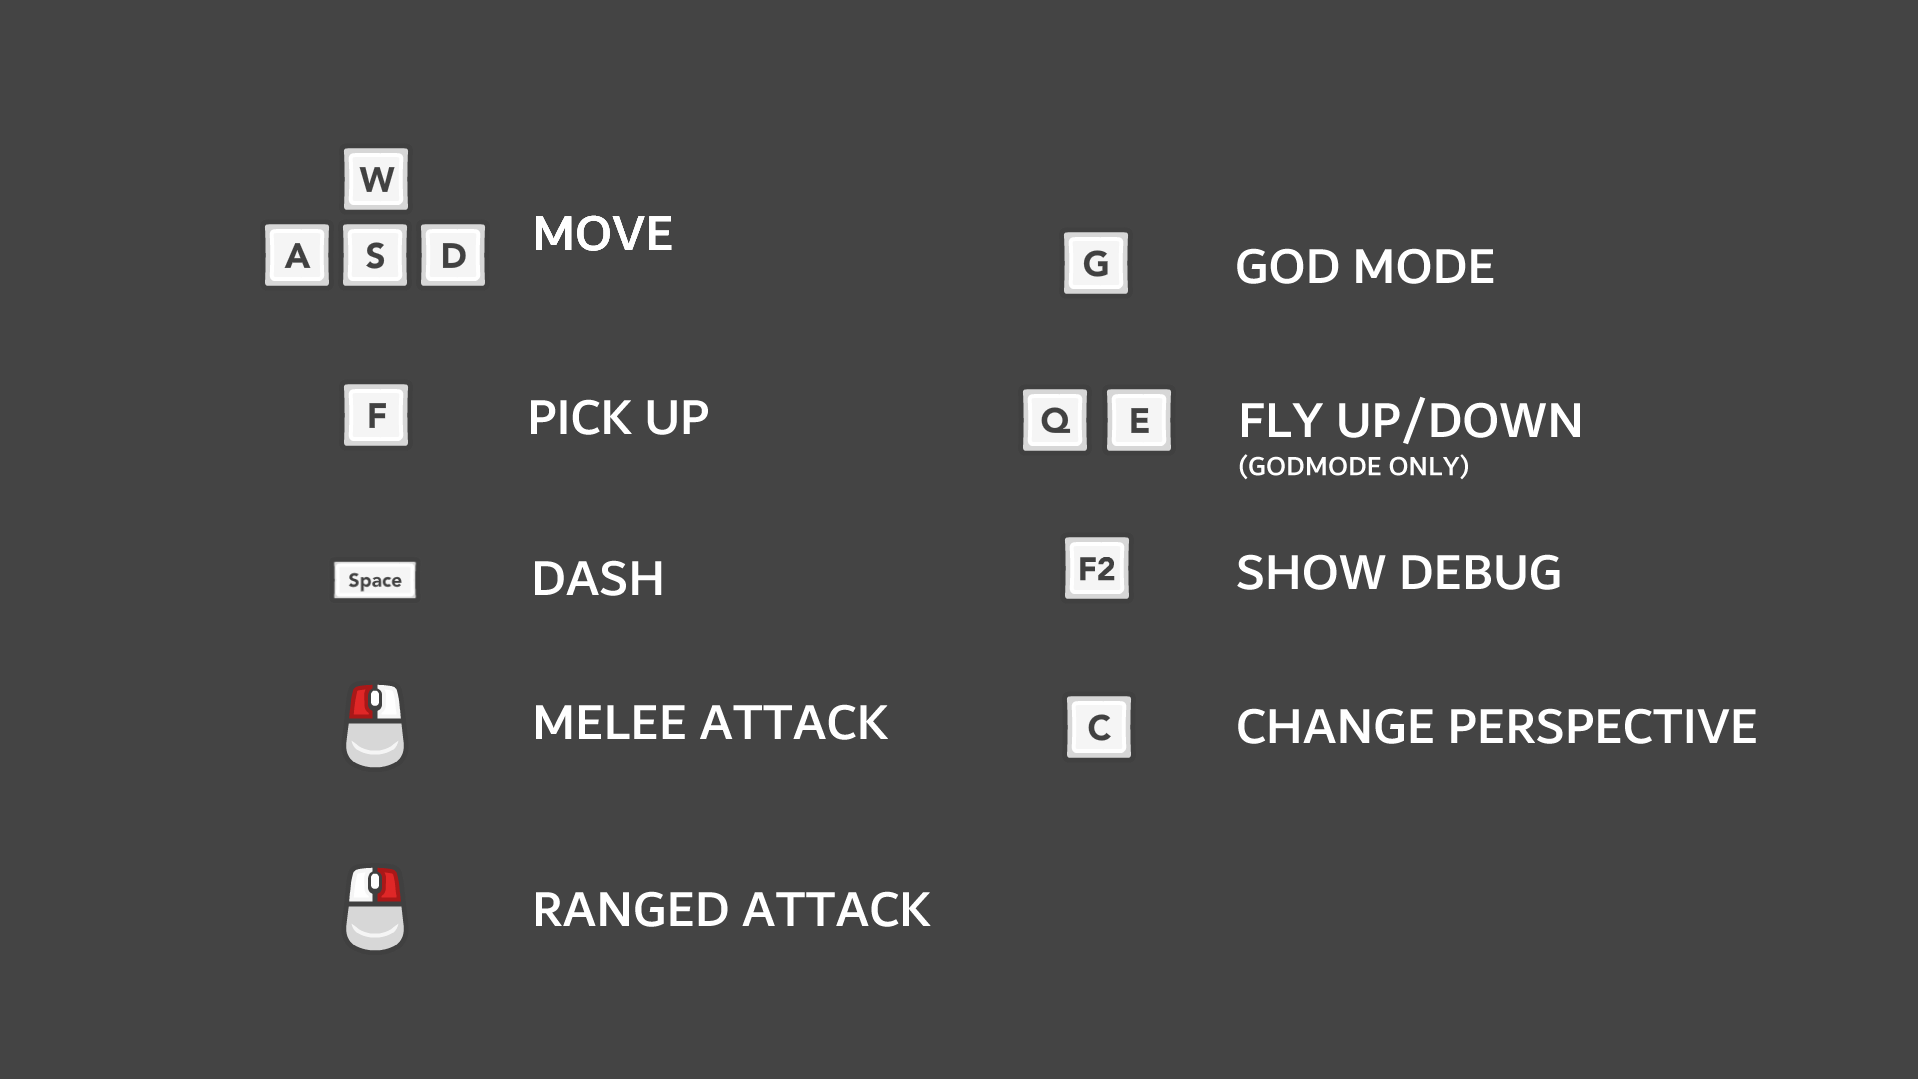 W
A S D
MOVE
F
PICK UP
Space
DASH
MELEE ATTACK
RANGED ATTACK
G
GOD MODE
Q E
FLY UP/DOWN
(GODMODE ONLY)
F2
SHOW DEBUG
C
CHANGE PERSPECTIVE